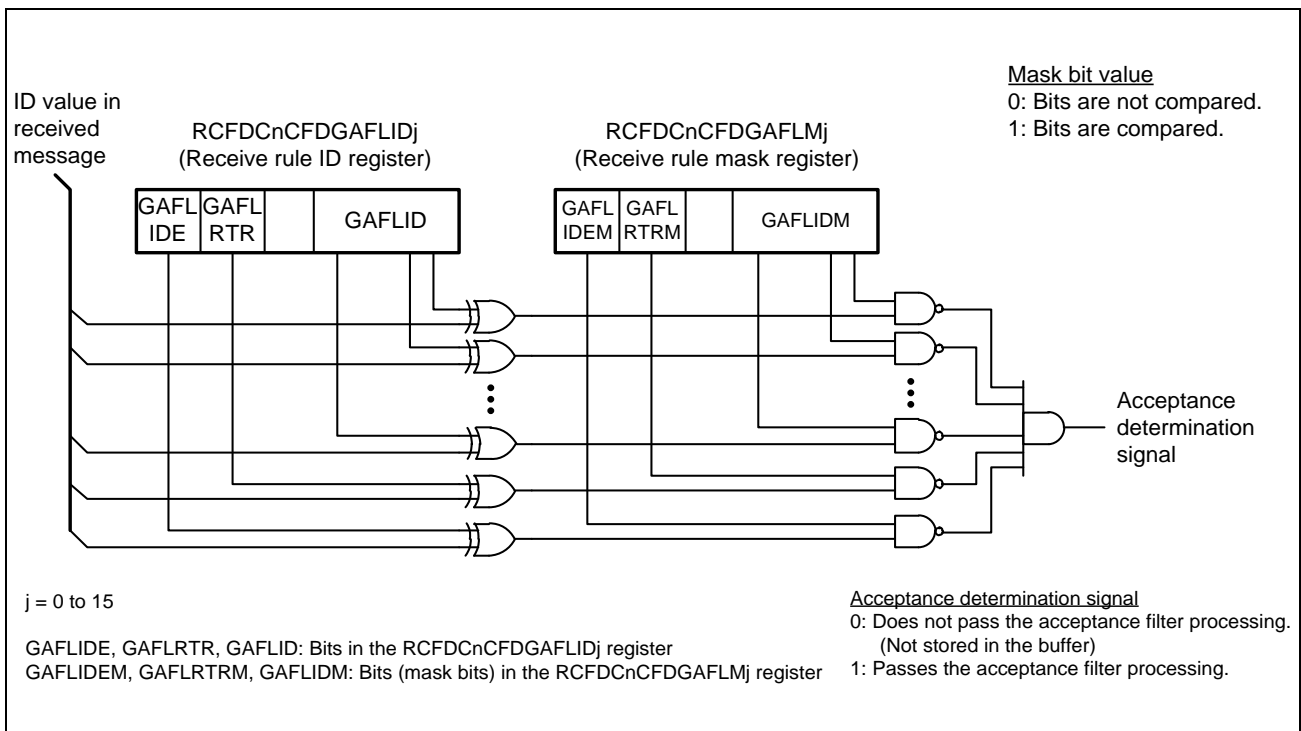 ID value in
received
message
RCFDCnCFDGAFLIDj
(Receive rule ID register)
RCFDCnCFDGAFLMj
(Receive rule mask register)
Mask bit value
0: Bits are not compared.
1: Bits are compared.
GAFL
IDE
GAFL
RTR
GAFLID
GAFL
IDEM
GAFL
RTRM
GAFLIDM
Acceptance
determination
signal
j = 0 to 15
GAFLIDE, GAFLRTR, GAFLID: Bits in the RCFDCnCFDGAFLIDj register
GAFLIDEM, GAFLRTRM, GAFLIDM: Bits (mask bits) in the RCFDCnCFDGAFLMj register
Acceptance determination signal
0: Does not pass the acceptance filter processing.
(Not stored in the buffer)
1: Passes the acceptance filter processing.